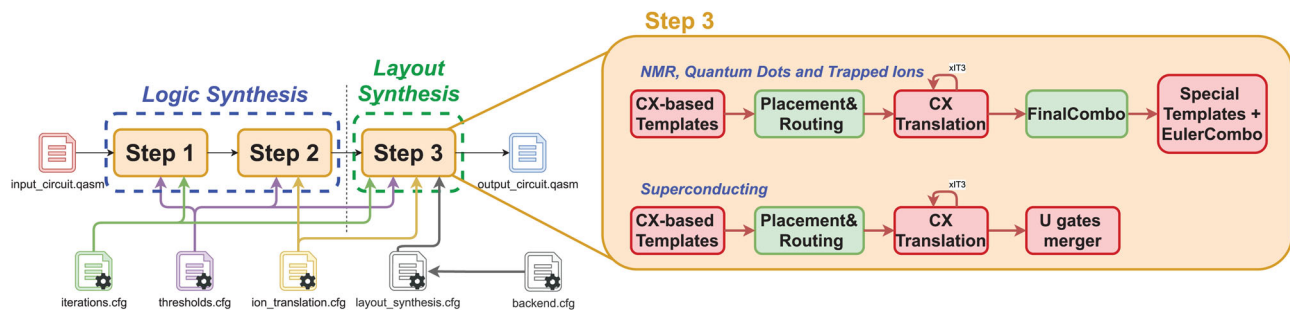 Step 3
Logic Synthesis
Layout
Synthesis
input_circuit.qasm
Step 1
Step 2
Step 3
output_circuit.qasm
iterations.cfg
thresholds.cfg
ion_translation.cfg
layout_synthesis.cfg
backend.cfg
NMR, Quantum Dots and Trapped Ions
CX-based
Templates
Placement&
Routing
xIT3
CX
Translation
FinalCombo
Special
Templates +
EulerCombo
Superconducting
CX-based
Templates
Placement&
Routing
xIT3
CX
Translation
U gates
merger